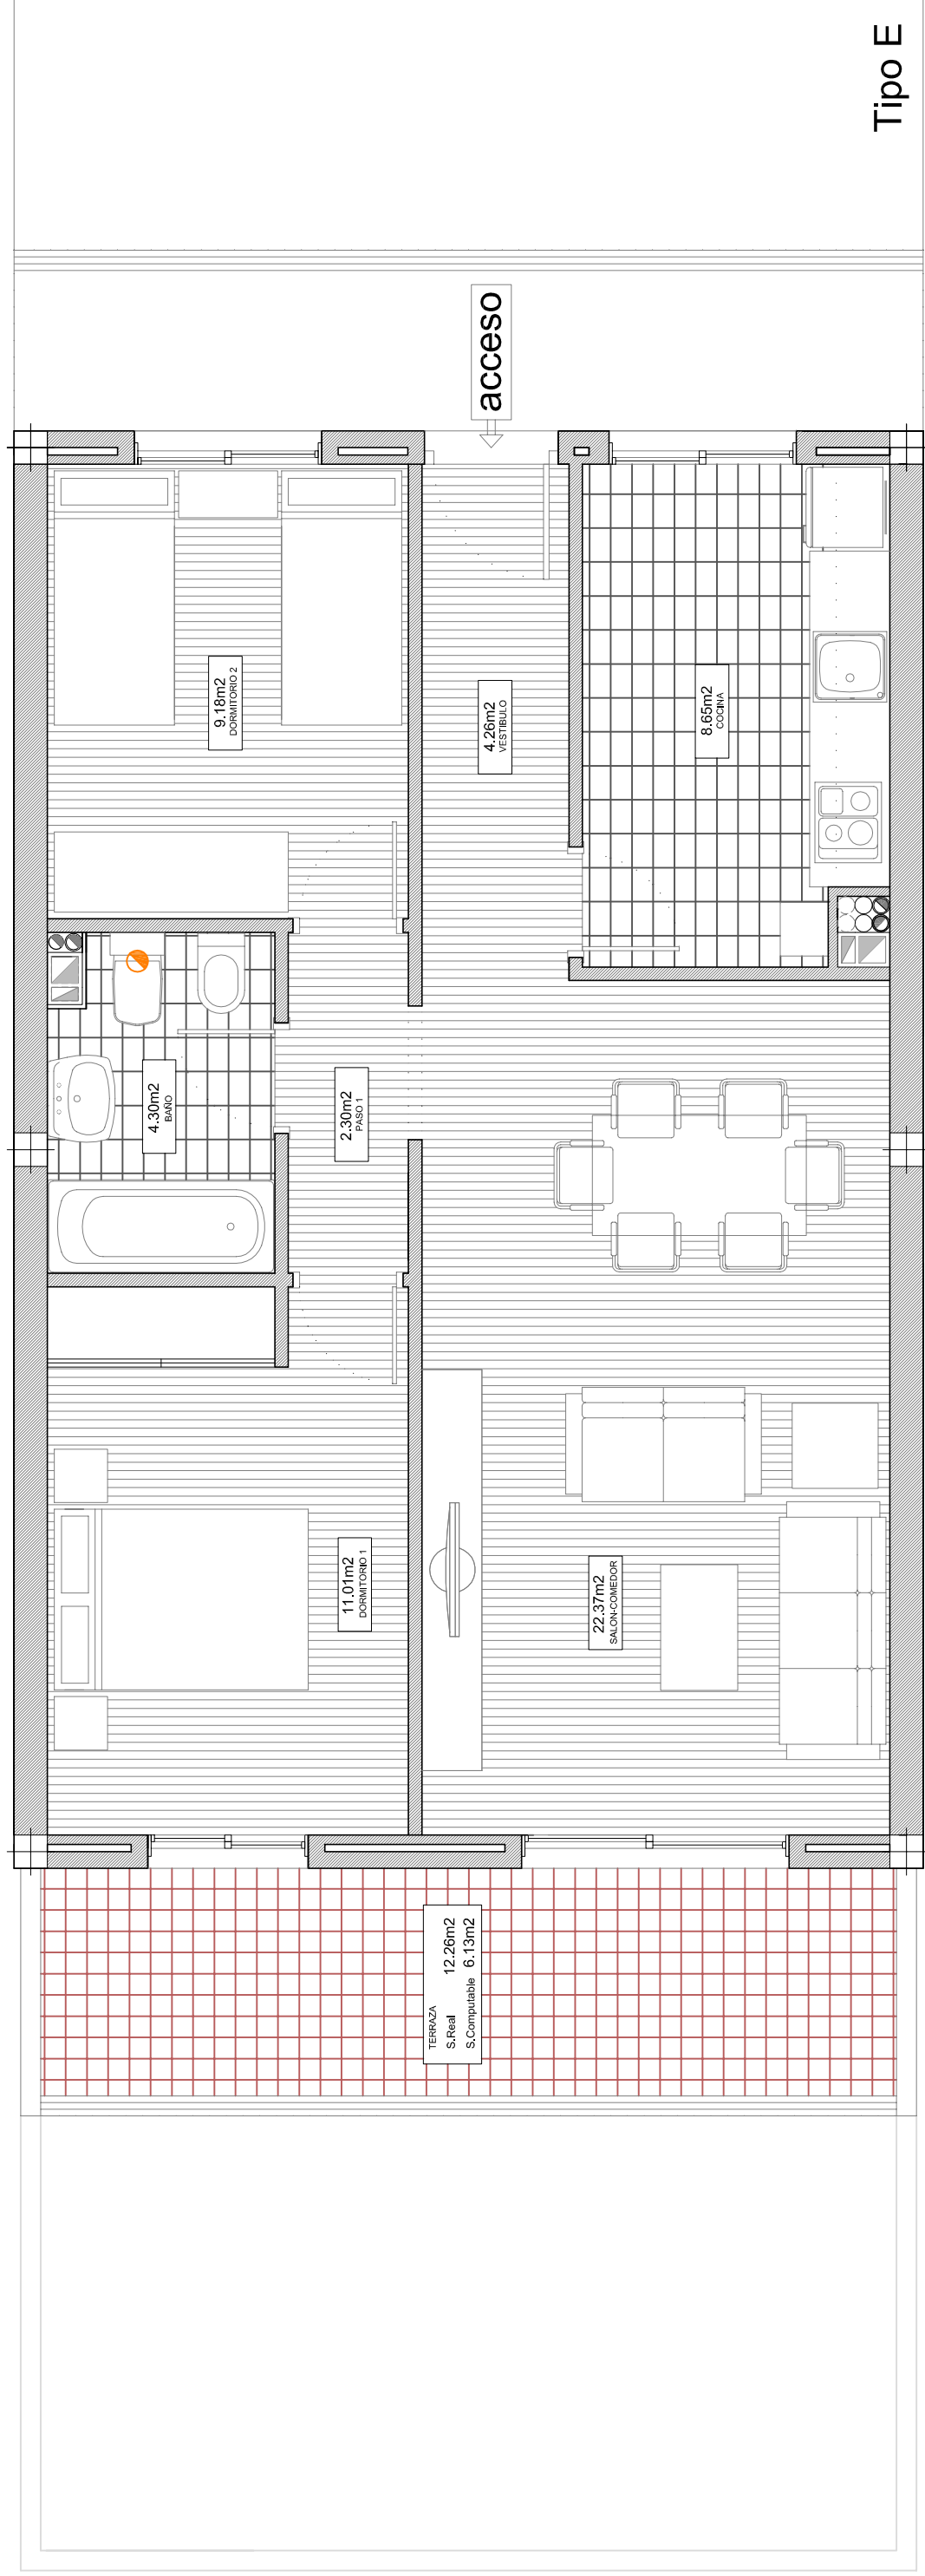 Tipo E
acceso
9.18m2
DORMITORIO 2
4.26m2
VESTIBULO
8.65m2
COCINA
4.30m2
BAÑO
2.30m2
PASO 1
11.01m2
DORMITORIO 1
22.37m2
SALON-COMEDOR
TERRAZA
S.Real 12.26m2
S.Computable 6.13m2